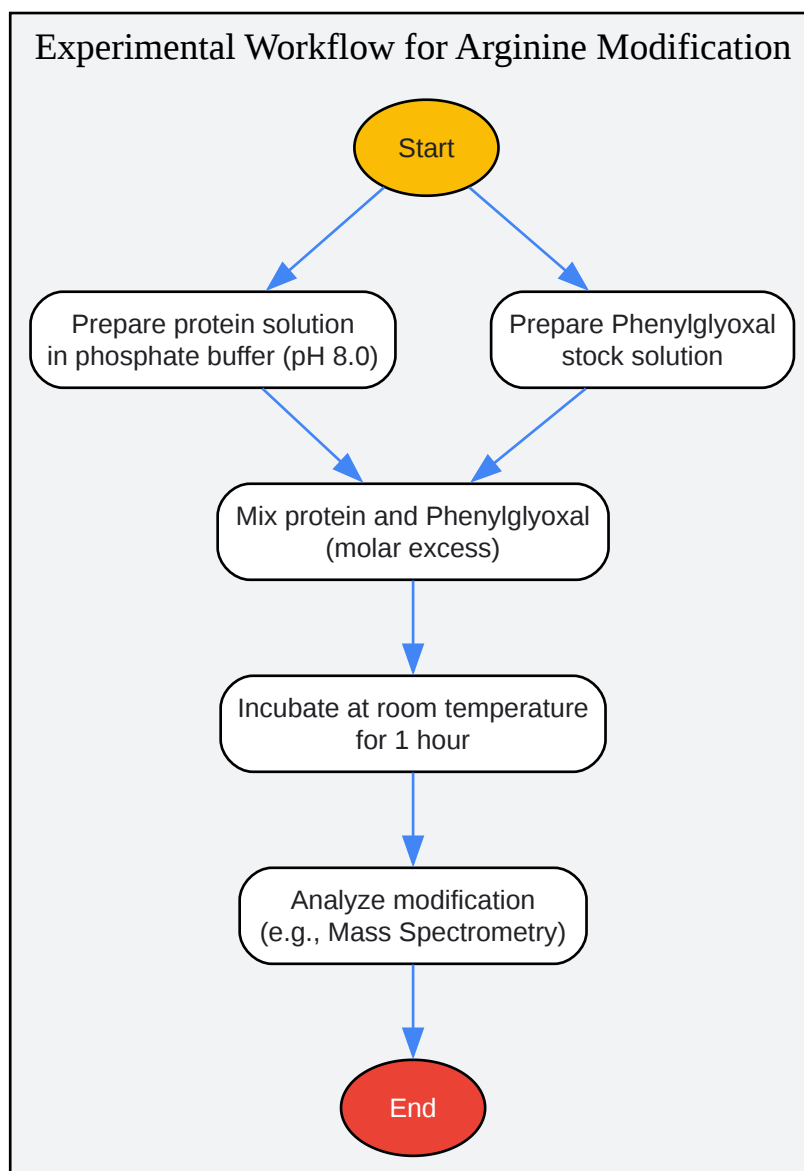 Experimental Workflow for Arginine Modification
Start
Prepare protein solution
in phosphate buffer (pH 8.0)
Prepare Phenylglyoxal
stock solution
Mix protein and Phenylglyoxal
(molar excess)
Incubate at room temperature
for 1 hour
Analyze modification
(e.g., Mass Spectrometry)
End